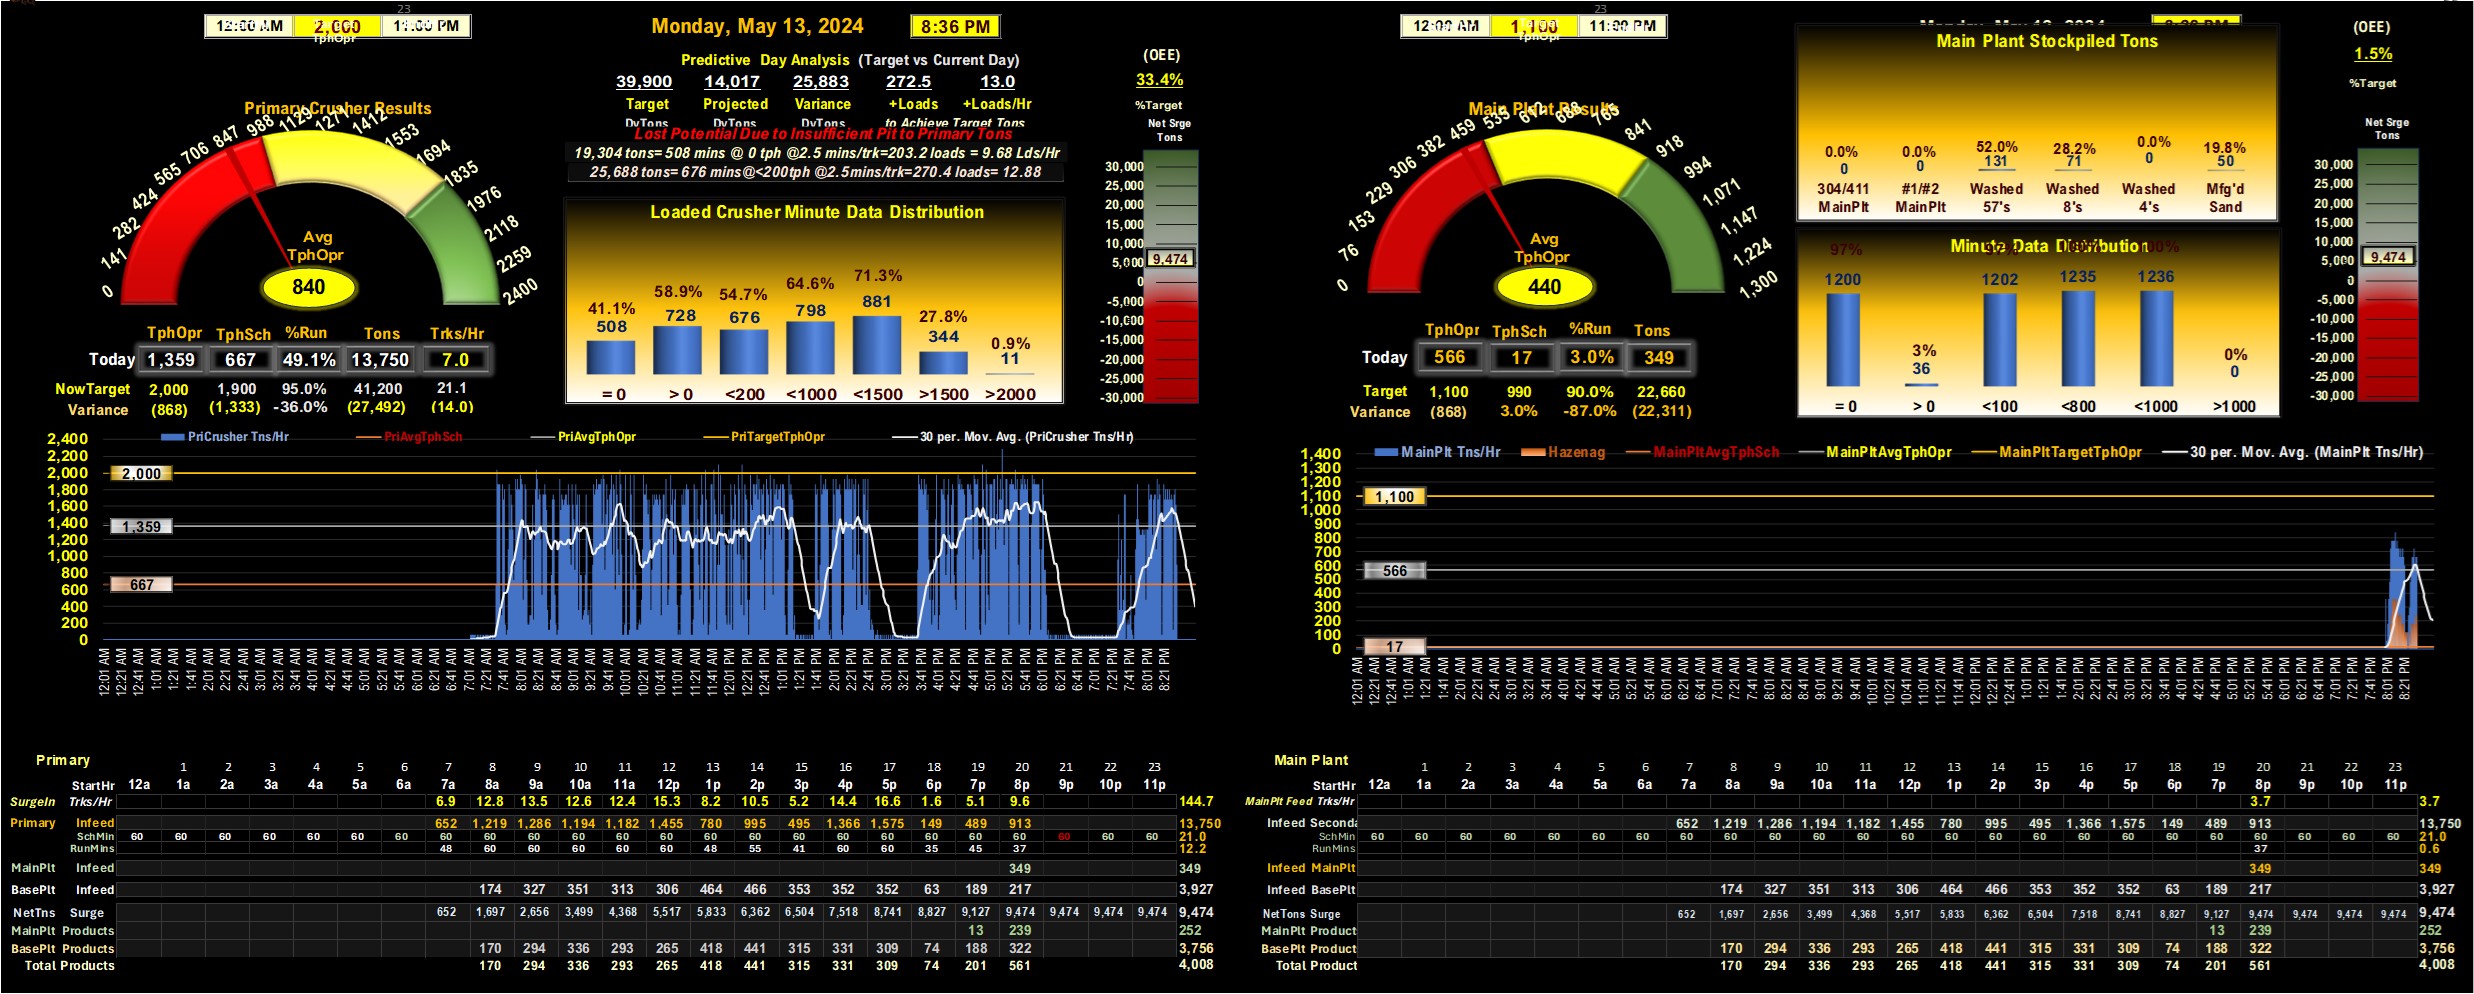 23
12:00 AM 2,000 11:00 PM
TphOpr
Monday, May 13, 2024 8:36 PM
Predictive Day Analysis (Target vs Current Day)
39,900 14,017 25,883 272.5 13.0
Target Projected Variance +Loads +Loads/Hr
DyTons DyTons DyTons to Achieve Target Tons
Lost Potential Due to Insufficient Pit to Primary Tons
19,304 tons= 508 mins @ 0 tph @2.5 mins/trk=203.2 loads = 9.68 Lds/Hr
25,688 tons= 676 mins@<200tph @2.5mins/trk=270.4 loads= 12.88
(OEE)
33.4%
%Target
Net Srge
Tons
30,000
25,000
20,000
15,000
10,000
5,000
9,474
0
-5,000
-10,000
-15,000
-20,000
-25,000
-30,000
Primary Crusher Results
0 141 282 424 565 706 847 988 1129 1271 1412 1553 1694 1835 1976 2118 2259 2400
Avg
TphOpr
840
TphOpr TphSch %Run Tons Trks/Hr
Today 1,359 667 49.1% 13,750 7.0
NowTarget 2,000 1,900 95.0% 41,200 21.1
Variance (868) (1,333) -36.0% (27,492) (14.0)
Loaded Crusher Minute Data Distribution
41.1% 58.9% 54.7% 64.6% 71.3% 27.8% 0.9%
508 728 676 798 881 344 11
= 0 > 0 <200 <1000 <1500 >1500 >2000
PriCrusher Tns/Hr PriAvgTphSch PriAvgTphOpr PriTargetTphOpr 30 per. Mov. Avg. (PriCrusher Tns/Hr)
2,400
2,200
2,000
1,800
1,600
1,400
1,200
1,000
800
600
400
200
0
2,000
1,359
667
12:01 AM 12:21 AM 12:41 AM 1:01 AM 1:21 AM 1:41 AM 2:01 AM 2:21 AM 2:41 AM 3:01 AM 3:21 AM 3:41 AM 4:01 AM 4:21 AM 4:41 AM 5:01 AM 5:21 AM 5:41 AM 6:01 AM 6:21 AM 6:41 AM 7:01 AM 7:21 AM 7:41 AM 8:01 AM 8:21 AM 8:41 AM 9:01 AM 9:21 AM 9:41 AM 10:01 AM 10:21 AM 10:41 AM 11:01 AM 11:21 AM 11:41 AM 12:01 PM 12:21 PM 12:41 PM 1:01 PM 1:21 PM 1:41 PM 2:01 PM 2:21 PM 2:41 PM 3:01 PM 3:21 PM 3:41 PM 4:01 PM 4:21 PM 4:41 PM 5:01 PM 5:21 PM 5:41 PM 6:01 PM 6:21 PM 6:41 PM 7:01 PM 7:21 PM 7:41 PM 8:01 PM 8:21 PM
Primary
1 2 3 4 5 6 7 8 9 10 11 12 13 14 15 16 17 18 19 20 21 22 23
StartHr 12a 1a 2a 3a 4a 5a 6a 7a 8a 9a 10a 11a 12p 1p 2p 3p 4p 5p 6p 7p 8p 9p 10p 11p
SurgeIn Trks/Hr 6.9 12.8 13.5 12.6 12.4 15.3 8.2 10.5 5.2 14.4 16.6 1.6 5.1 9.6 144.7
Primary Infeed 652 1,219 1,286 1,194 1,182 1,455 780 995 495 1,366 1,575 149 489 913 13,750
SchMin 60 60 60 60 60 60 60 60 60 60 60 60 60 60 60 60 60 60 60 60 60 60 60 60 21.0
RunMins 48 55 60 60 60 60 48 55 41 60 60 35 45 37 12.2
MainPlt Infeed 349 349
BasePlt Infeed 174 327 351 313 306 464 466 353 352 352 63 189 217 3,927
NetTns Surge 652 1,697 2,656 3,499 4,368 5,517 5,833 6,362 6,504 7,518 8,741 8,827 9,127 9,474 9,474 9,474 9,474 9,474
MainPlt Products 13 239 252
BasePlt Products 170 294 336 293 265 418 441 315 331 309 74 188 322 3,756
Total Products 170 294 336 293 265 418 441 315 331 309 74 201 561 4,008
23
12:00 AM 1,100 11:00 PM
TphOpr
Monday, May 13, 2024 8:36 PM
Main Plant Stockpiled Tons
0.0% 0.0% 52.0% 28.2% 0.0% 19.8%
0 0 131 71 0 50
304/411 #1/#2 Washed Washed Washed Mfg'd
MainPlt MainPlt 57's 8's 4's Sand
(OEE)
1.5%
%Target
Net Srge
Tons
30,000
25,000
20,000
15,000
10,000
5,000
9,474
0
-5,000
-10,000
-15,000
-20,000
-25,000
-30,000
Main Plant Results
0 76 153 229 306 382 459 535 612 688 765 841 918 994 1,071 1,147 1,224 1,300
Avg
TphOpr
440
TphOpr TphSch %Run Tons
Today 566 17 3.0% 349
Target 1,100 990 90.0% 22,660
Variance (868) 3.0% -87.0% (22,311)
Minute Data Distribution
97% 97% 100% 100%
1200 1202 1235 1236
3% 0%
36 0
= 0 > 0 <100 <800 <1000 >1000
MainPlt Tns/Hr Hazenag MainPltAvgTphSch MainPltAvgTphOpr MainPltTargetTphOpr 30 per. Mov. Avg. (MainPlt Tns/Hr)
1,400
1,300
1,200
1,100
1,000
900
800
700
600
500
400
300
200
100
0
1,100
566
17
12:01 AM 12:21 AM 12:41 AM 1:01 AM 1:21 AM 1:41 AM 2:01 AM 2:21 AM 2:41 AM 3:01 AM 3:21 AM 3:41 AM 4:01 AM 4:21 AM 4:41 AM 5:01 AM 5:21 AM 5:41 AM 6:01 AM 6:21 AM 6:41 AM 7:01 AM 7:21 AM 7:41 AM 8:01 AM 8:21 AM 8:41 AM 9:01 AM 9:21 AM 9:41 AM 10:01 AM 10:21 AM 10:41 AM 11:01 AM 11:21 AM 11:41 AM 12:01 PM 12:21 PM 12:41 PM 1:01 PM 1:21 PM 1:41 PM 2:01 PM 2:21 PM 2:41 PM 3:01 PM 3:21 PM 3:41 PM 4:01 PM 4:21 PM 4:41 PM 5:01 PM 5:21 PM 5:41 PM 6:01 PM 6:21 PM 6:41 PM 7:01 PM 7:21 PM 7:41 PM 8:01 PM 8:21 PM
Main Plant
1 2 3 4 5 6 7 8 9 10 11 12 13 14 15 16 17 18 19 20 21 22 23
StartHr 12a 1a 2a 3a 4a 5a 6a 7a 8a 9a 10a 11a 12p 1p 2p 3p 4p 5p 6p 7p 8p 9p 10p 11p
MainPlt Feed Trks/Hr 3.7 3.7
Infeed Seconda 652 1,219 1,286 1,194 1,182 1,455 780 995 495 1,366 1,575 149 489 913 13,750
SchMin 60 60 60 60 60 60 60 60 60 60 60 60 60 60 60 60 60 60 60 60 60 60 60 60 21.0
RunMins 37 0.6
Infeed MainPlt 349 349
Infeed BasePlt 174 327 351 313 306 464 466 353 352 352 63 189 217 3,927
NetTons Surge 652 1,697 2,656 3,499 4,368 5,517 5,833 6,362 6,504 7,518 8,741 8,827 9,127 9,474 9,474 9,474 9,474 9,474
MainPlt Product 13 239 252
BasePlt Product 170 294 336 293 265 418 441 315 331 309 74 188 322 3,756
Total Product 170 294 336 293 265 418 441 315 331 309 74 201 561 4,008